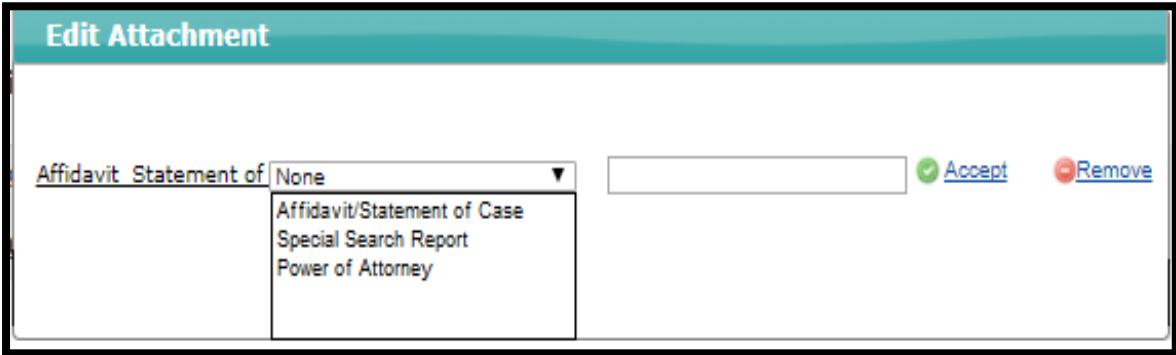 Edit Attachment
Affidavit Statement of None Accept Remove
Affidavit/Statement of Case
Special Search Report
Power of Attorney